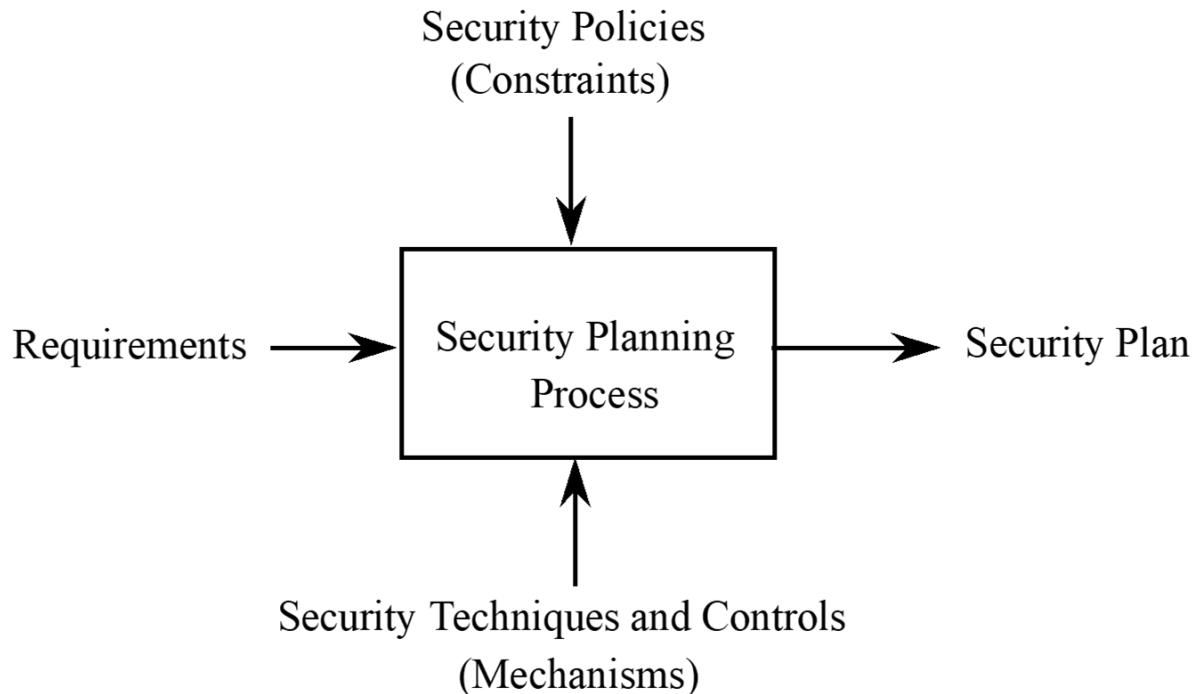 Security Policies
(Constraints)
Requirements
Security Planning
Process
Security Plan
Security Techniques and Controls
(Mechanisms)